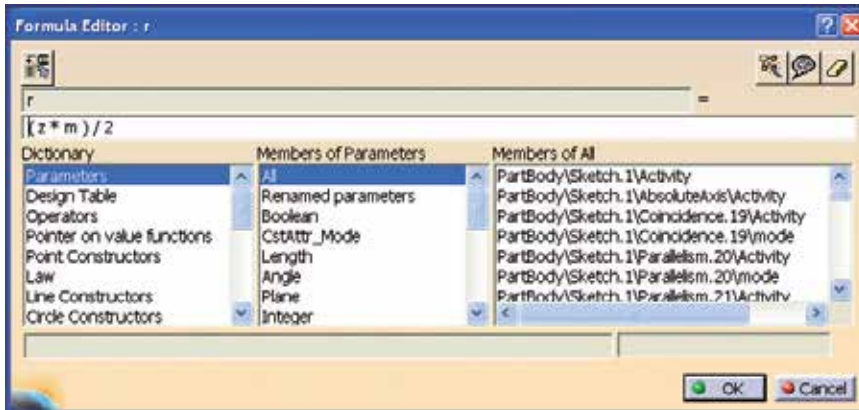 Formula Editor : r
r =
(z * m ) / 2
Dictionary Members of Parameters Members of All
Parameters All PartBody\Sketch.1\Activity
Design Table Renamed parameters PartBody\Sketch.1\AbsoluteAxis\Activity
Operators Boolean PartBody\Sketch.1\Coincidence.19\Activity
Pointer on value functions CstAttr_Mode PartBody\Sketch.1\Coincidence.19\mode
Point Constructors Length PartBody\Sketch.1\Parallelism.20\Activity
Law Angle PartBody\Sketch.1\Parallelism.20\mode
Line Constructors Plane PartBody\Sketch.1\Parallelism.21\Activity
Circle Constructors Integer
OK Cancel